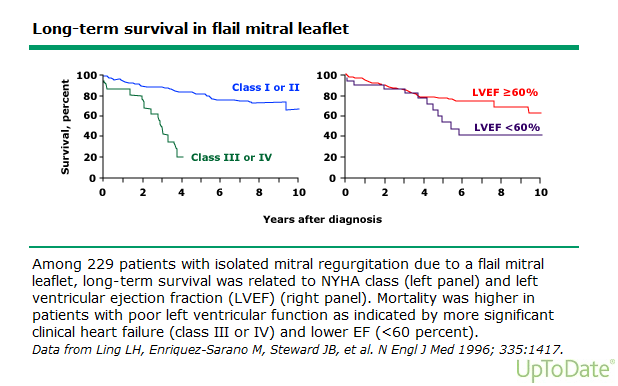 Long-term survival in flail mitral leaflet
Survival, percent
100
80
60
40
20
0
Class I or II
Class III or IV
0 2 4 6 8 10
100
80
60
40
20
0
LVEF ≥60%
LVEF <60%
0 2 4 6 8 10
Years after diagnosis
Among 229 patients with isolated mitral regurgitation due to a flail mitral
leaflet, long-term survival was related to NYHA class (left panel) and left
ventricular ejection fraction (LVEF) (right panel). Mortality was higher in
patients with poor left ventricular function as indicated by more significant
clinical heart failure (class III or IV) and lower EF (<60 percent).
Data from Ling LH, Enriquez-Sarano M, Steward JB, et al. N Engl J Med 1996; 335:1417.
UpToDate®